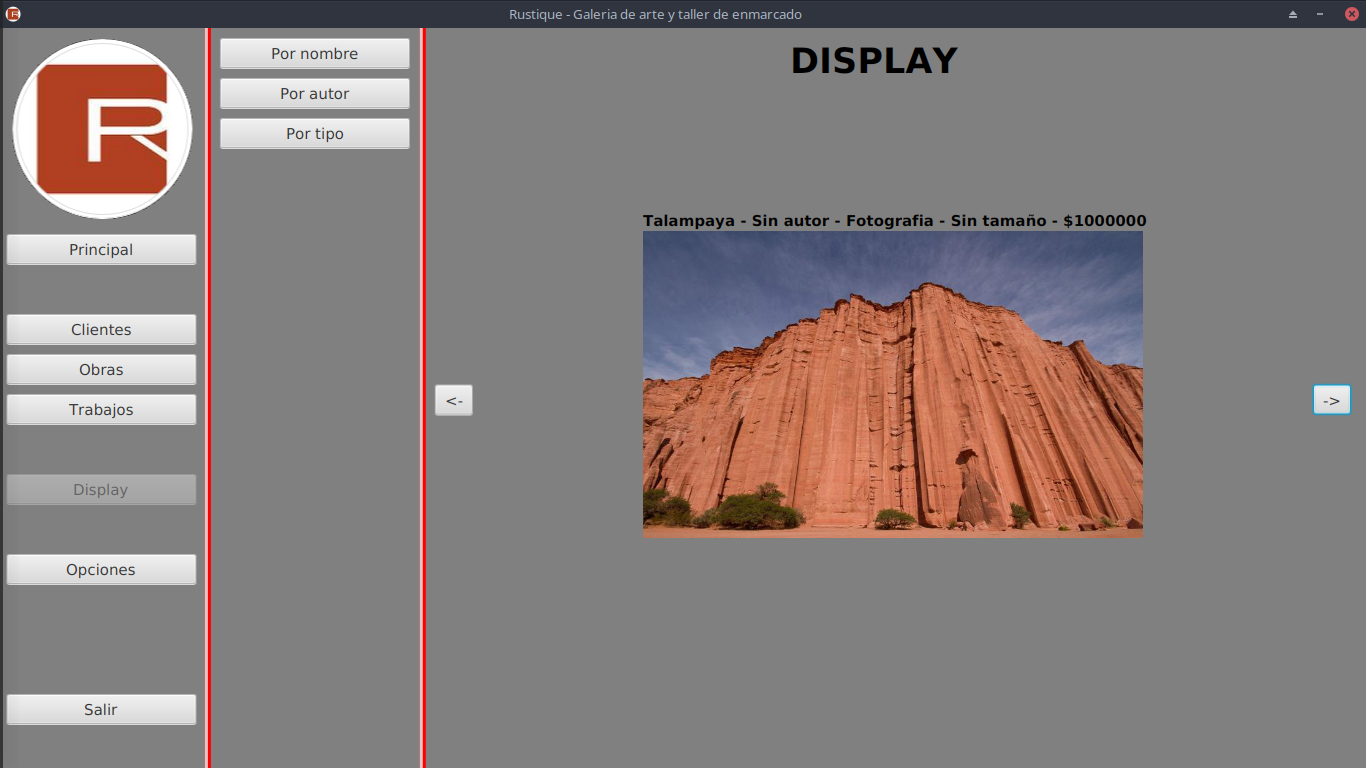 Rustique - Galeria de arte y taller de enmarcado
R
Principal
Clientes
Obras
Trabajos
Display
Opciones
Salir
Por nombre
Por autor
Por tipo
DISPLAY
Talampaya - Sin autor - Fotografia - Sin tamaño - $1000000
<-
->